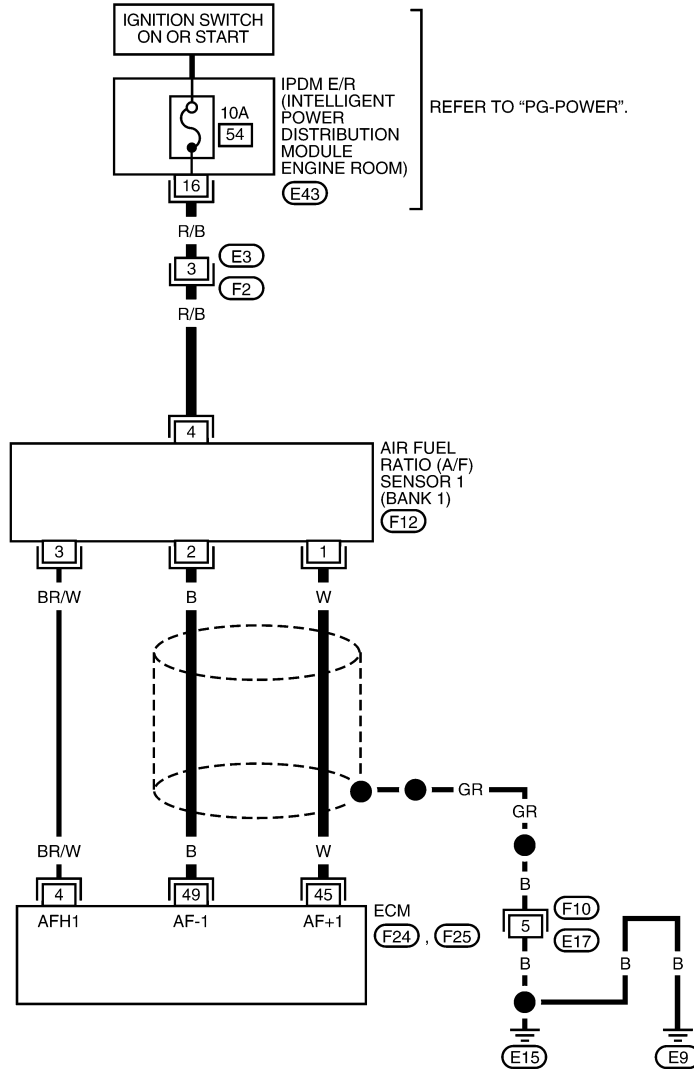 IGNITION SWITCH
ON OR START
IPDM E/R
(INTELLIGENT
POWER
DISTRIBUTION
MODULE
ENGINE ROOM)
10A
54
REFER TO “PG-POWER”.
16
E43
R/B
3
E3
F2
R/B
4
AIR FUEL
RATIO (A/F)
SENSOR 1
(BANK 1)
F12
3
2
1
BR/W
B
W
GR
GR
BR/W
B
W
B
4
49
45
AFH1
AF-1
AF+1
ECM
F24 , F25
5
F10
E17
B
B
B
E15
E9